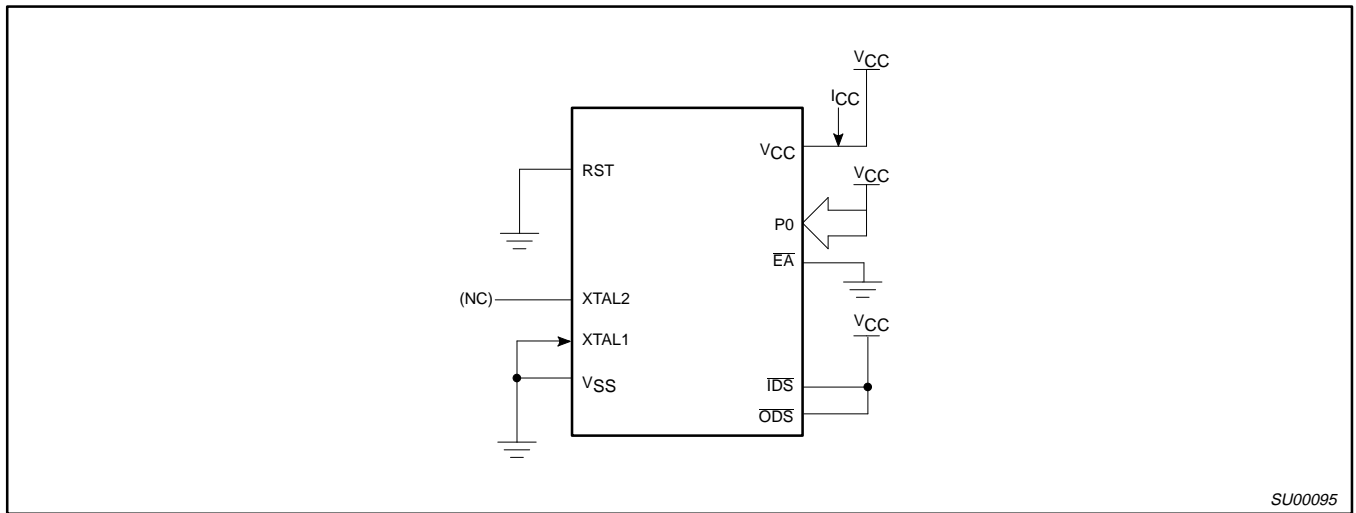 VCC
ICC
VCC
RST
VCC
P0
EA
(NC)
XTAL2
VCC
XTAL1
VSS
IDS
ODS
SU00095